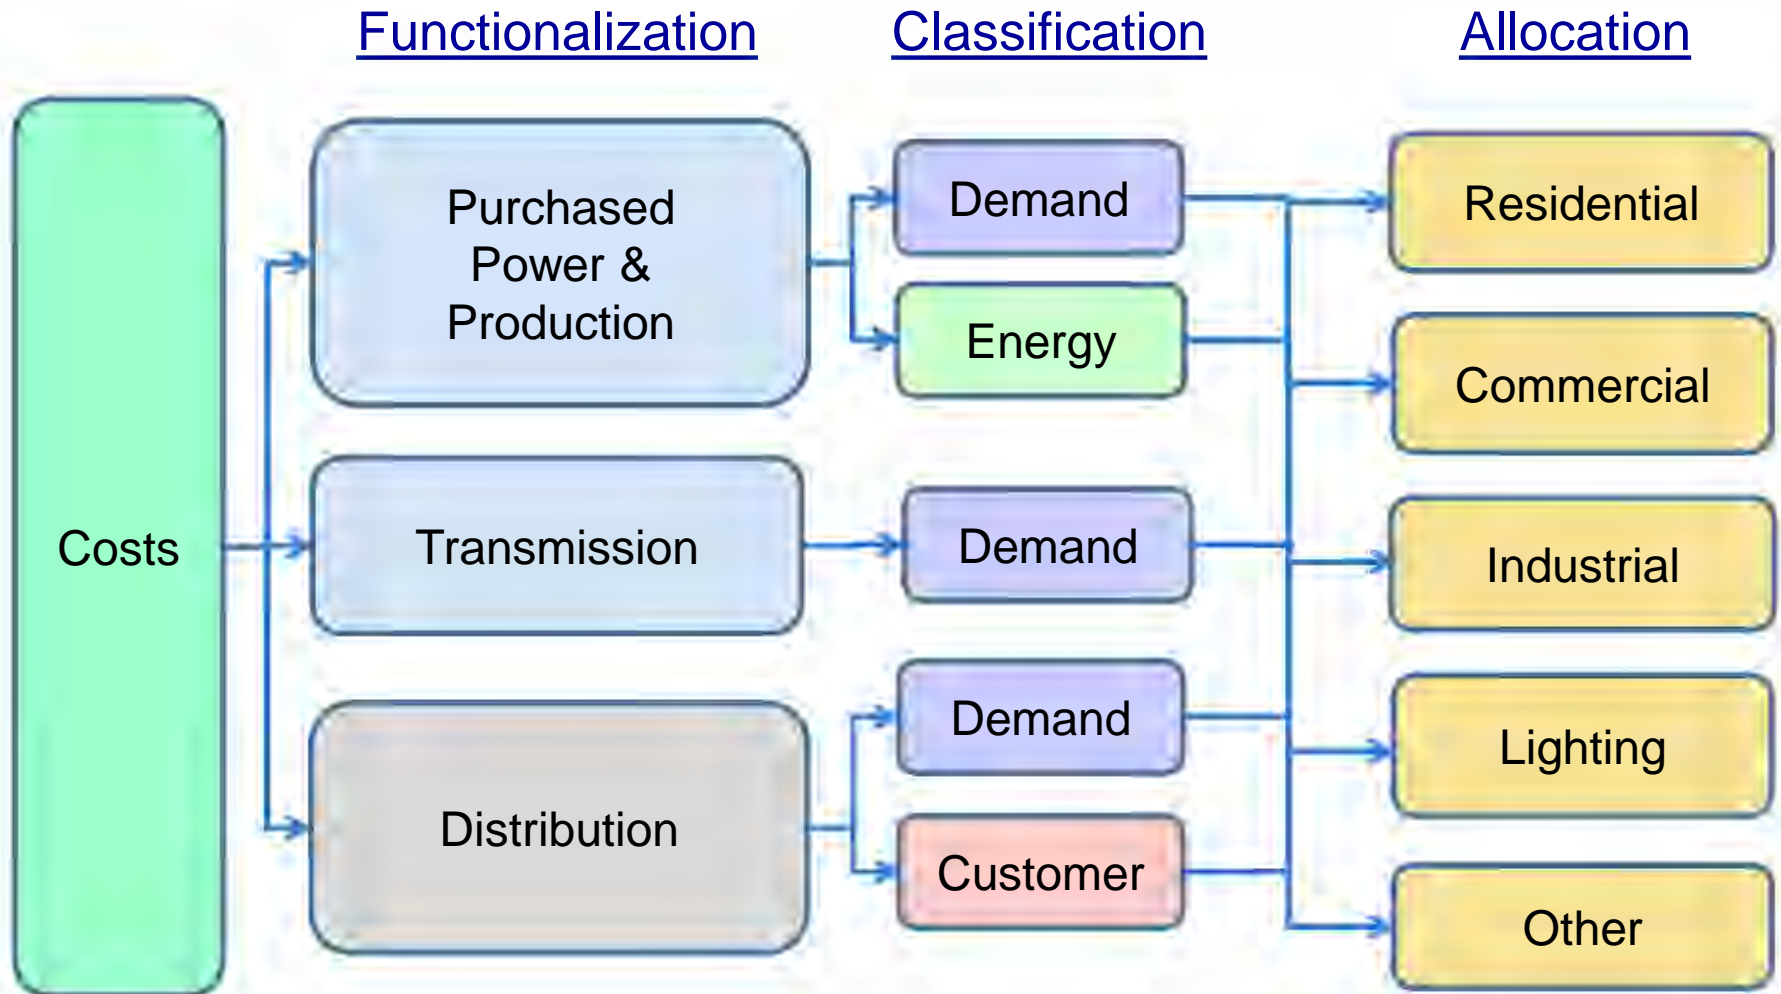 Functionalization
Classification
Allocation
Costs
Purchased
Power &
Production
Transmission
Distribution
Demand
Energy
Demand
Demand
Customer
Residential
Commercial
Industrial
Lighting
Other